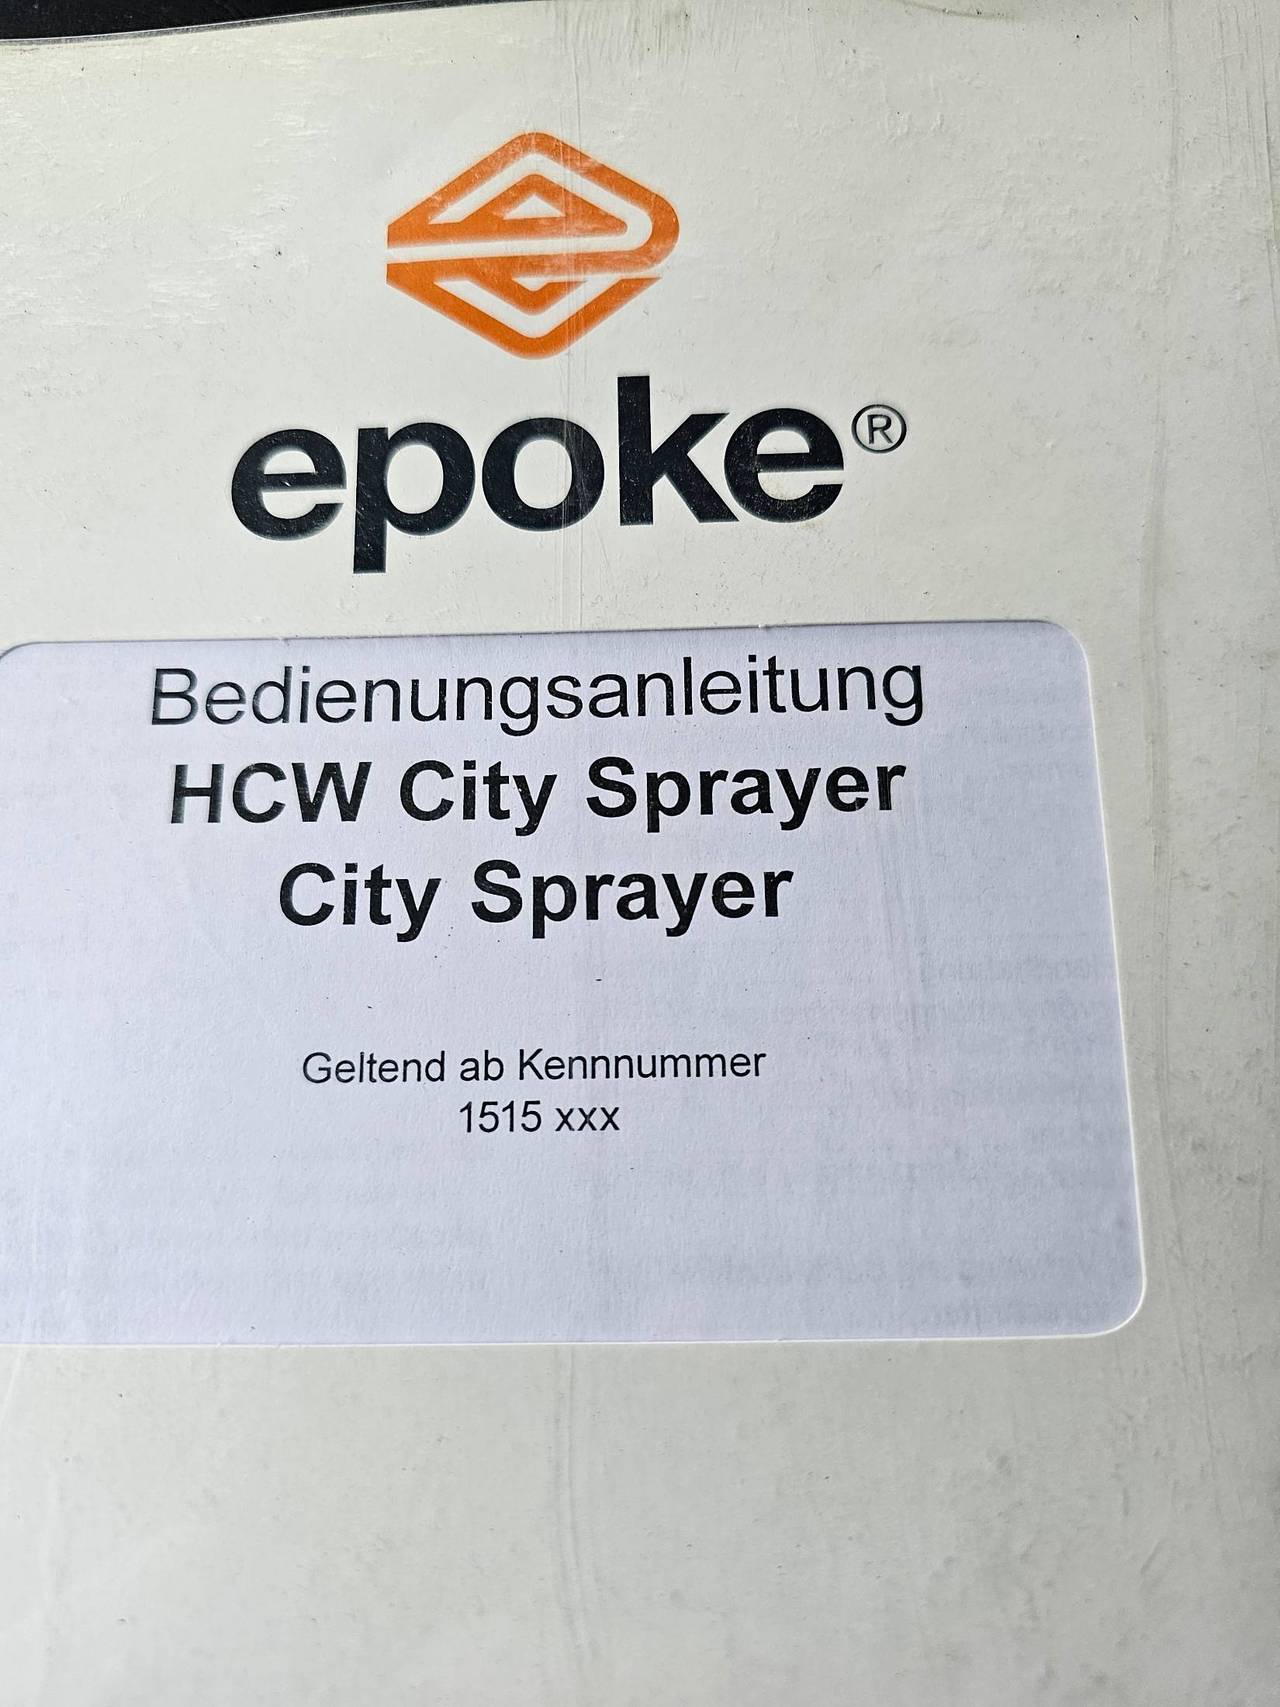 epoke®
Bedienungsanleitung
HCW City Sprayer
City Sprayer
Geltend ab Kennnummer
1515 xxx